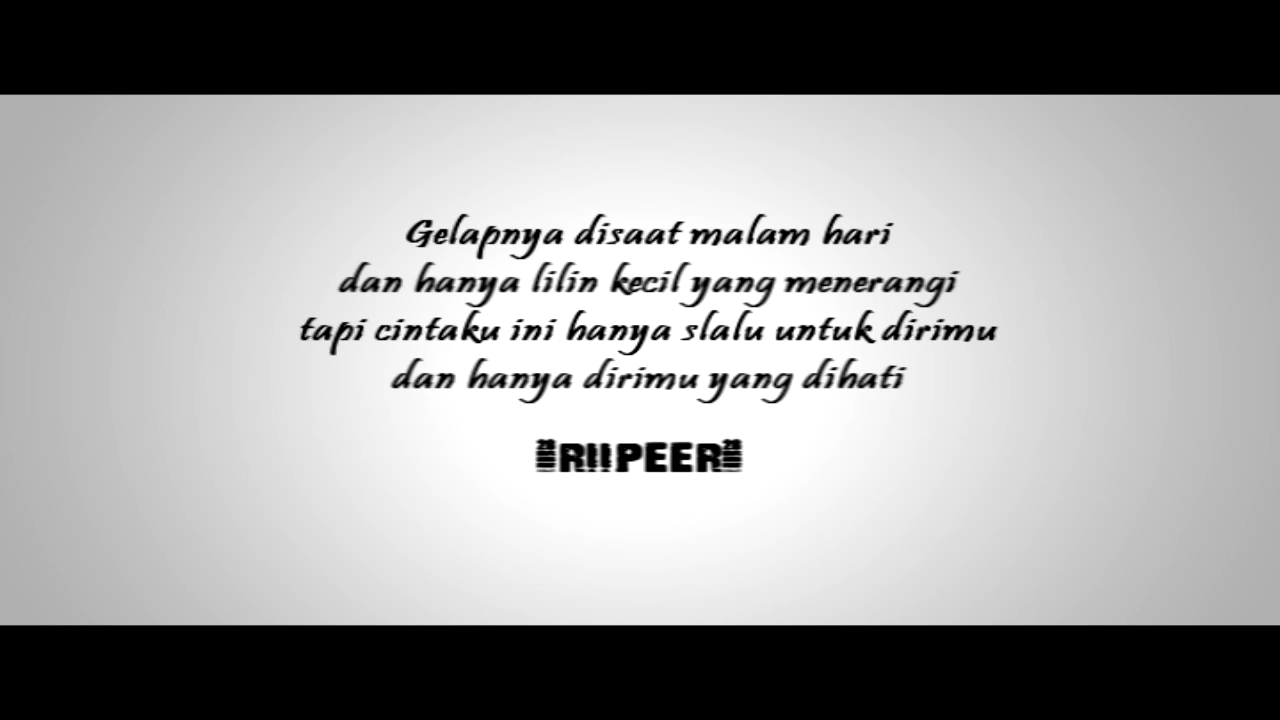 Gelapnya disaat malam hari
dan hanya lilin kecil yang menerangi
tapi cintaku ini hanya slalu untuk dirimu
dan hanya dirimu yang dihati
R!!PEER